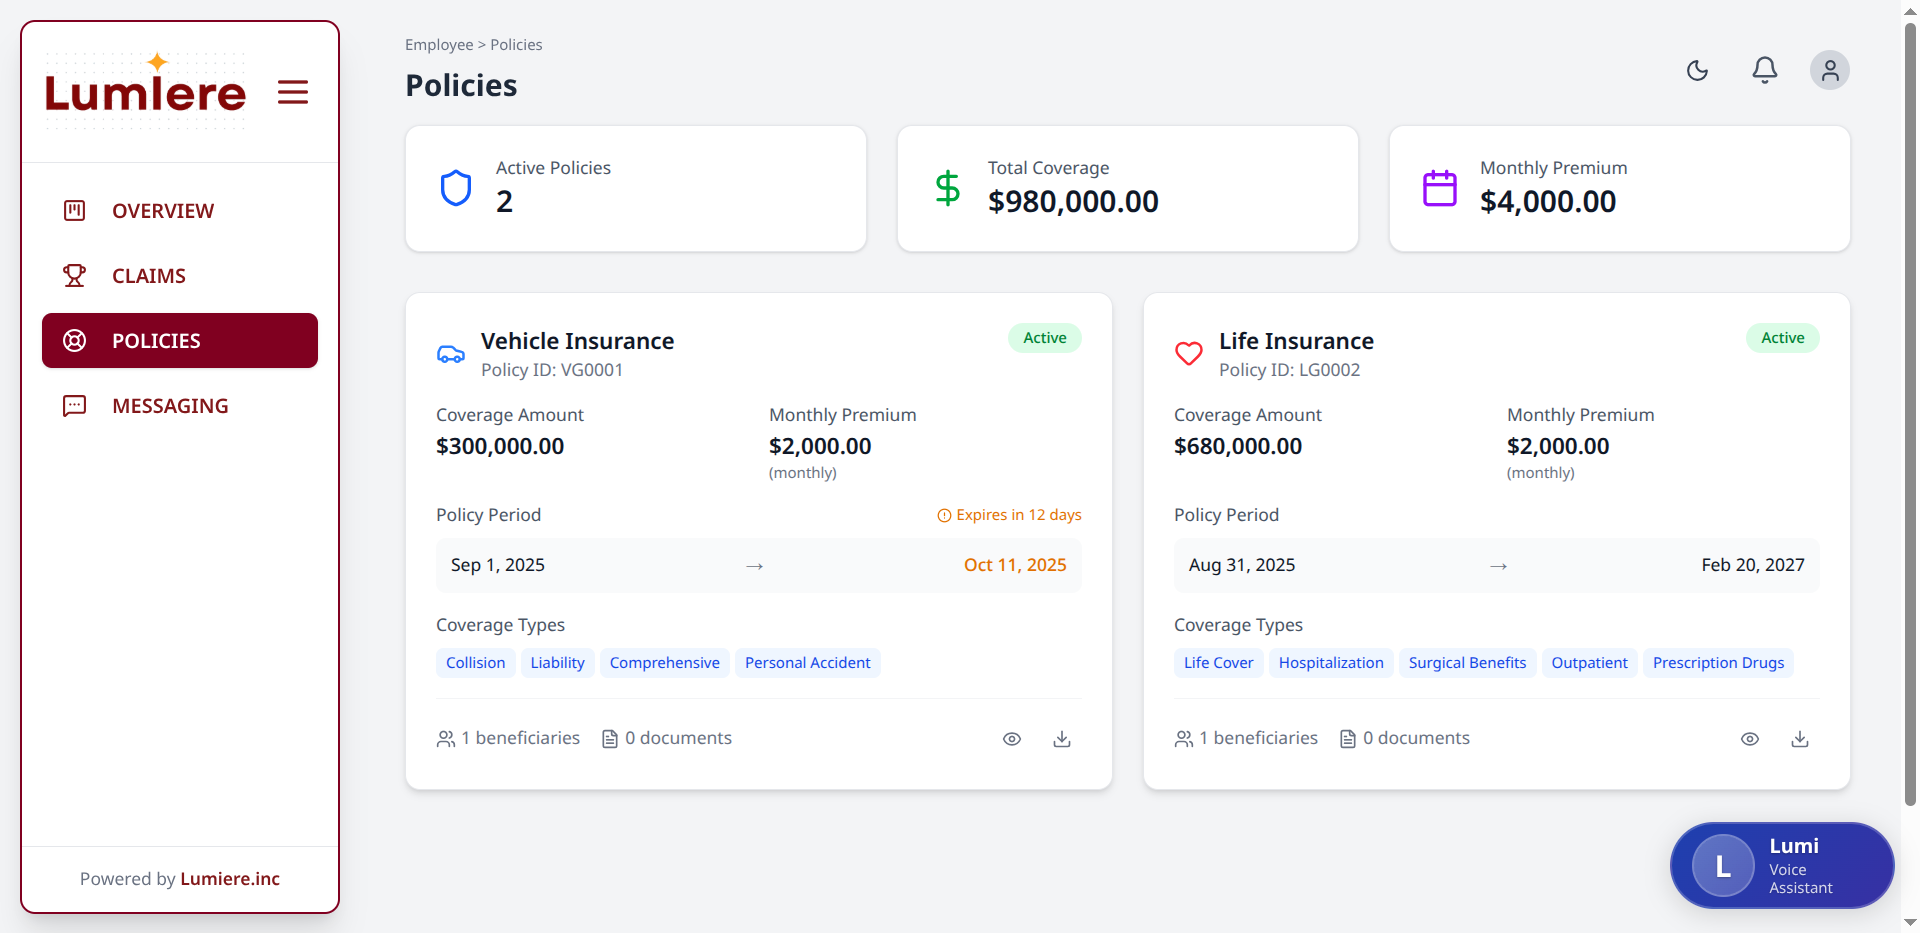 Lumiere
OVERVIEW
CLAIMS
POLICIES
MESSAGING
Powered by Lumiere.inc
Employee > Policies
Policies
Active Policies
2
Total Coverage
$980,000.00
Monthly Premium
$4,000.00
Vehicle Insurance
Active
Policy ID: VG0001
Coverage Amount
Monthly Premium
$300,000.00
$2,000.00
(monthly)
Policy Period
Expires in 12 days
Sep 1, 2025 → Oct 11, 2025
Coverage Types
Collision Liability Comprehensive Personal Accident
1 beneficiaries 0 documents
Life Insurance
Active
Policy ID: LG0002
Coverage Amount
Monthly Premium
$680,000.00
$2,000.00
(monthly)
Policy Period
Aug 31, 2025 → Feb 20, 2027
Coverage Types
Life Cover Hospitalization Surgical Benefits Outpatient Prescription Drugs
1 beneficiaries 0 documents
L
Lumi
Voice
Assistant